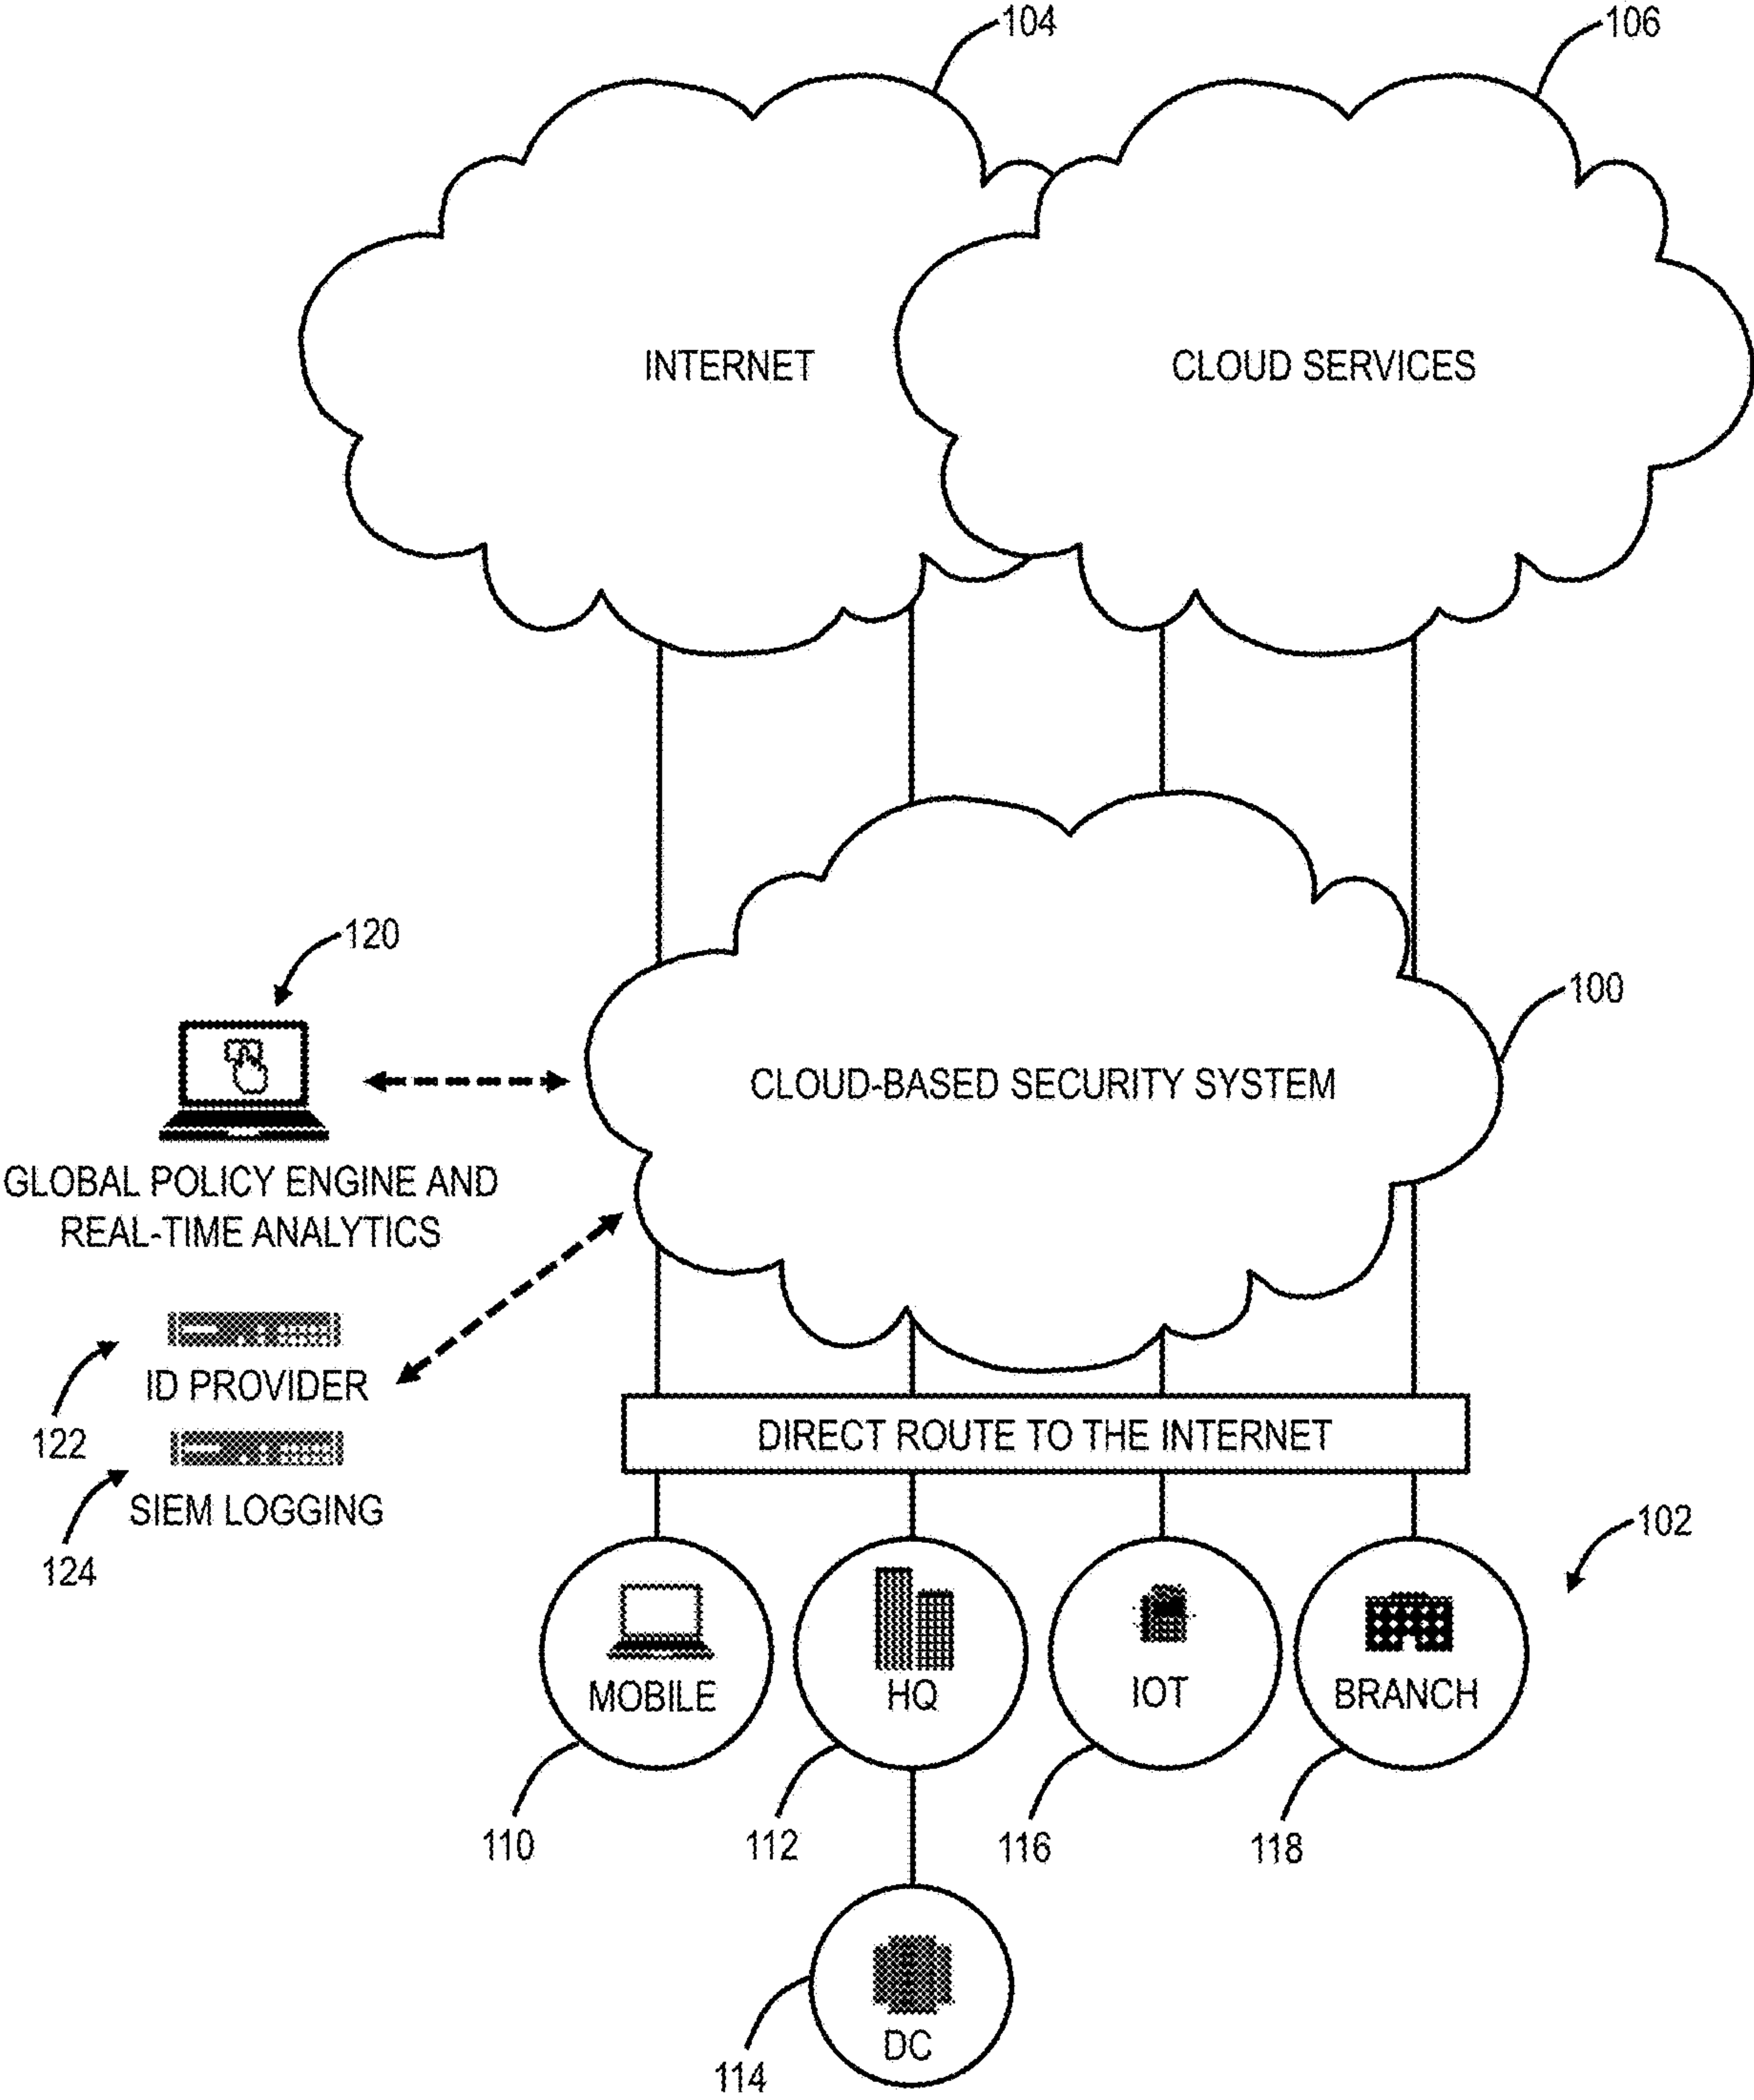 104
106
INTERNET
CLOUD SERVICES
120
100
CLOUD-BASED SECURITY SYSTEM
GLOBAL POLICY ENGINE AND
REAL-TIME ANALYTICS
ID PROVIDER
122
DIRECT ROUTE TO THE INTERNET
SIEM LOGGING
124
102
MOBILE
HQ
IOT
BRANCH
110
112
116
118
DC
114